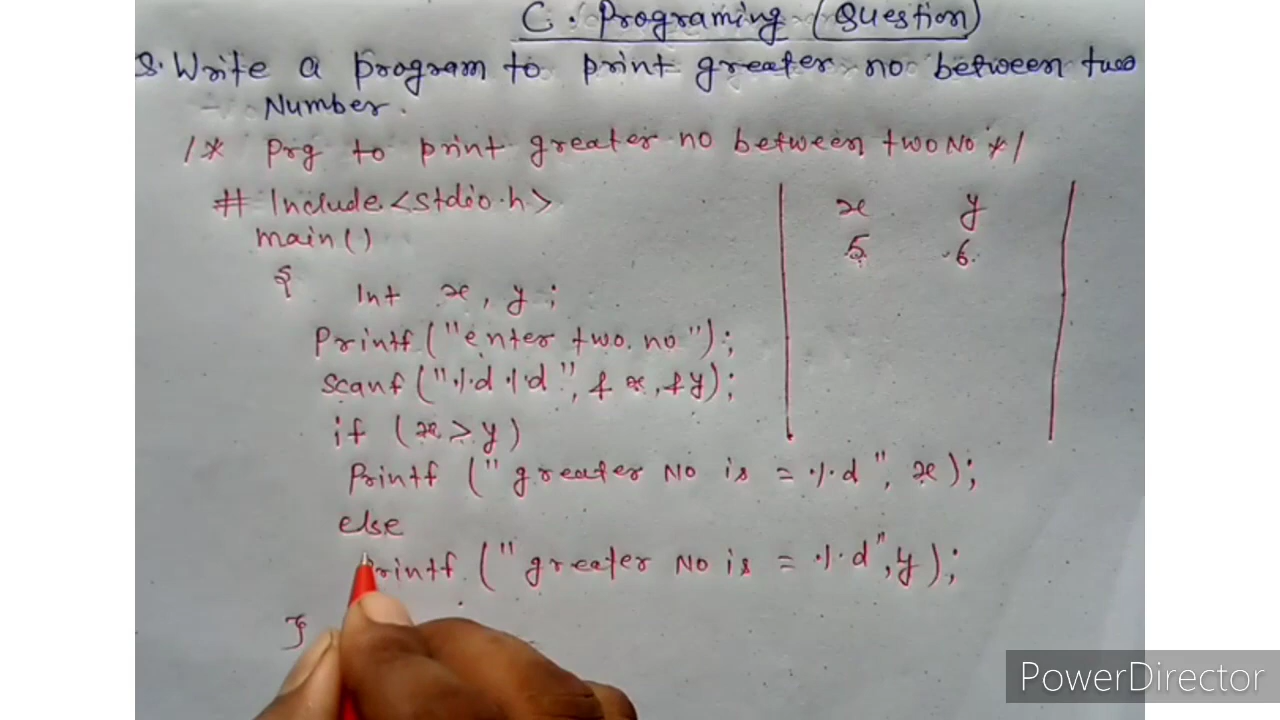 C. Programing (Question)
8. Write a program to print greater no between two
Number.
/* Prg to print greater no between two No */
# Include <stdio.h>
main()
{
Int x, y;
Printf ("enter two no");
Scanf ("%d %d", &x, &y);
if (x > y)
Printf ("greater No is = %d", x);
else
Printf ("greater No is = %d", y);
}
x y
5 6
PowerDirector